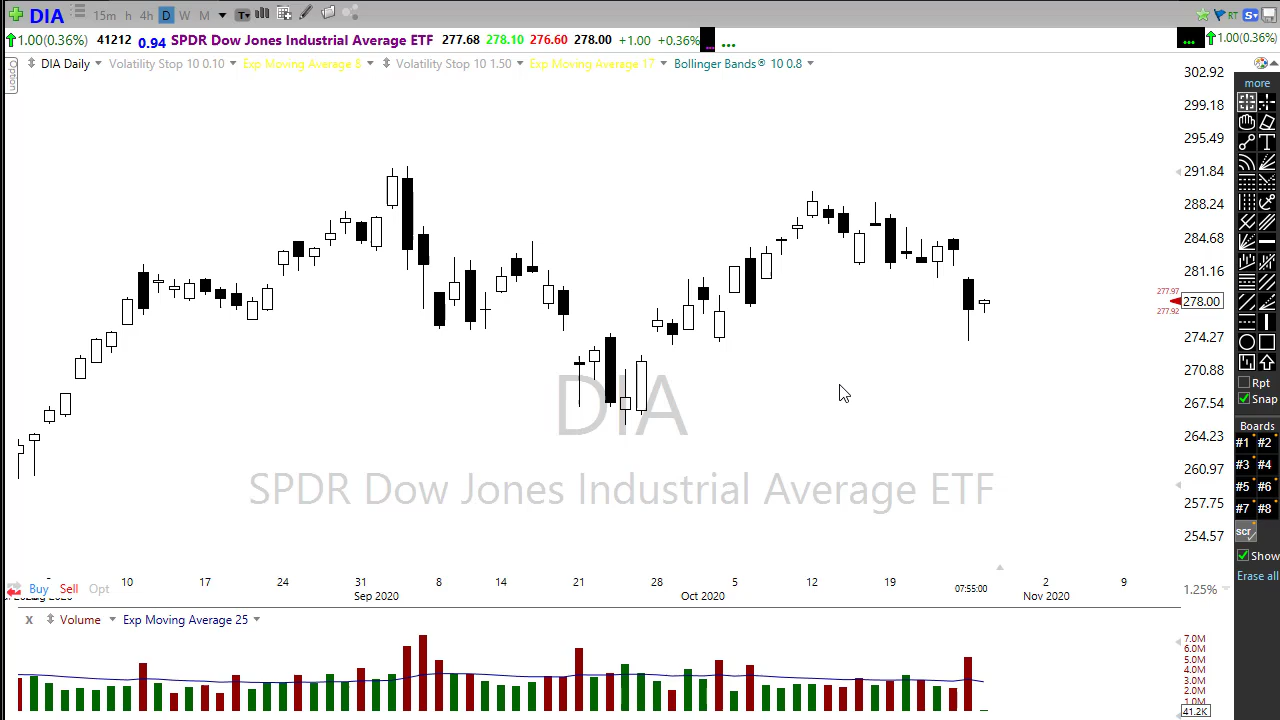 DIA 15m h 4h D W M T RT S
1.00(0.36%) 41212 0.94 SPDR Dow Jones Industrial Average ETF 277.68 278.10 276.60 278.00 +1.00 +0.36% ... ... 1.00(0.36%)
Option
DIA Daily Volatility Stop 10 0.10 Exp Moving Average 8 Volatility Stop 10 1.50 Exp Moving Average 17 Bollinger Bands® 10 0.8
302.92
299.18
295.49
291.84
288.24
284.68
281.16
277.97
278.00
277.92
274.27
270.88
267.54
264.23
260.97
257.75
254.57
more
T
Rpt
Snap
Boards
#1 #2
#3 #4
#5 #6
#7 #8
scr
Show
Erase all
DIA
SPDR Dow Jones Industrial Average ETF
10 17 24 31 8 14 21 28 5 12 19 07:55:00 2 9
Buy Sell Opt
1.25%
Sep 2020 Oct 2020 Nov 2020
x Volume Exp Moving Average 25
7.0M
6.0M
5.0M
4.0M
3.0M
2.0M
1.0M
41.2K